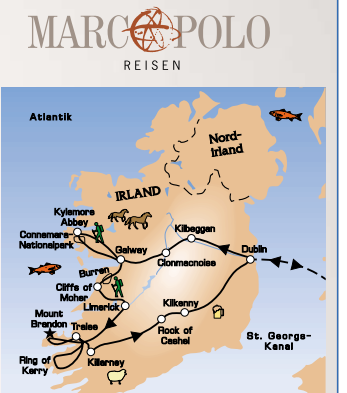 MARCO POLO
REISEN
Atlantik
Nord-
Irland
IRLAND
Kylemore
Abbey
Connemara-
Nationalpark
Kilbeggan
Galway
Clonmacnoise
Dublin
Burren
Cliffs of
Moher
Limerick
Kilkenny
Mount
Brandon
Tralee
Rock of
Cashel
St. Georgs-
Kanal
Ring of
Kerry
Killarney